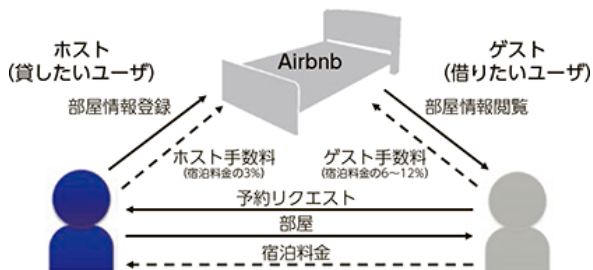 ホスト
(貸したいユーザ)
Airbnb
ゲスト
(借りたいユーザ)
部屋情報登録
部屋情報閲覧
ホスト手数料
(宿泊料金の3%)
ゲスト手数料
(宿泊料金の6〜12%)
予約リクエスト
部屋
宿泊料金